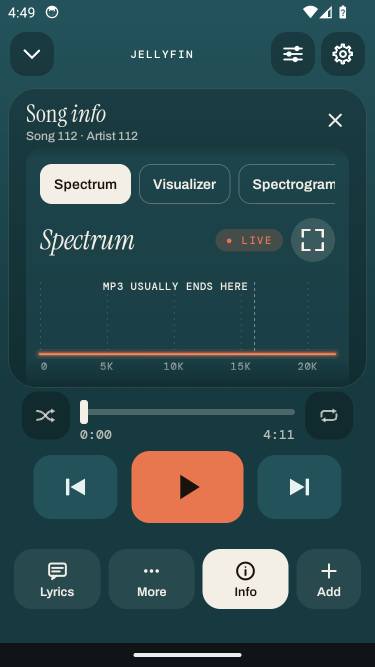 4:49
JELLYFIN
Song info
Song 112 · Artist 112
Spectrum
Visualizer
Spectrogram
Spectrum
• LIVE
MP3 USUALLY ENDS HERE
0 5K 10K 15K 20K
0:00
4:11
Lyrics
More
Info
Add